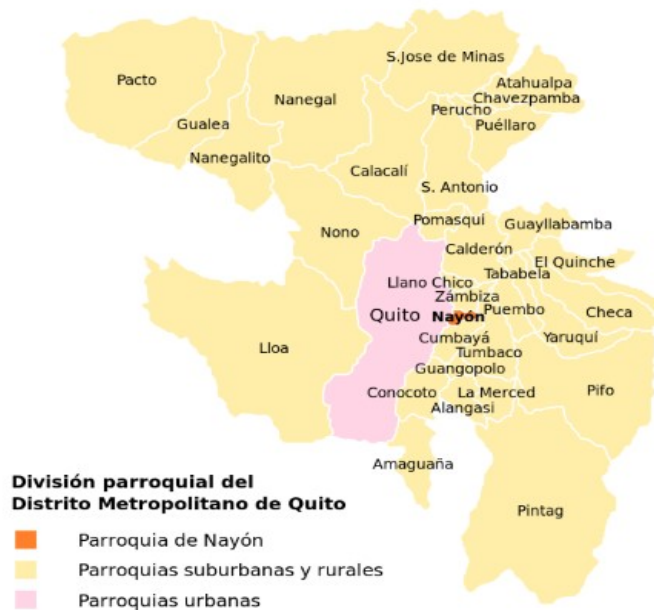 S.Jose de Minas
Pacto
Nanegal
Atahualpa
Chavezpamba
Perucho
Puéllaro
Gualea
Nanegalito
Calacalí
S. Antonio
Pomasqui
Guayllabamba
Nono
Calderón
El Quinche
Tababela
Llano Chico
Zámbiza
Puembo
Checa
Quito
Nayón
Cumbayá
Yaruquí
Lloa
Tumbaco
Guangopolo
Conocoto
La Merced
Pifo
Alangasi
Amaguaña
Pintag
División parroquial del
Distrito Metropolitano de Quito
Parroquia de Nayón
Parroquias suburbanas y rurales
Parroquias urbanas